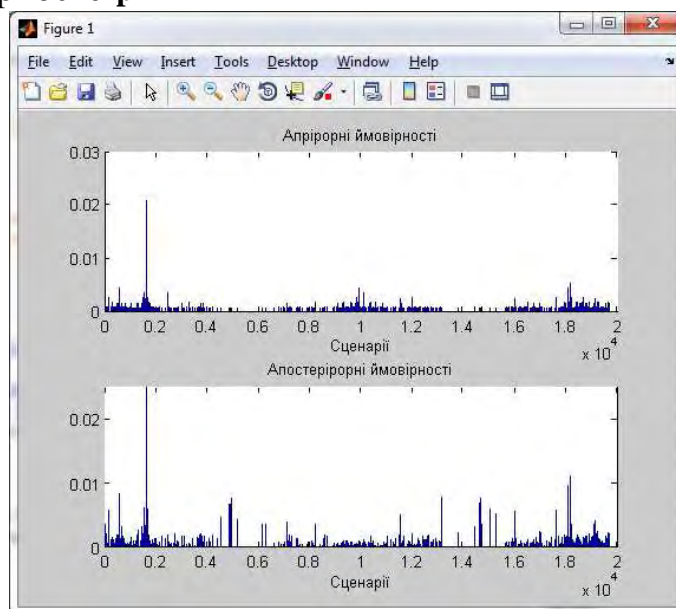 Figure 1
File Edit View Insert Tools Desktop Window Help
Апріорні ймовірності
0.03
0.02
0.01
0
0 0.2 0.4 0.6 0.8 1 1.2 1.4 1.6 1.8 2
x 10^4
Сценарії
Апостеріорні ймовірності
0.02
0.01
0
0 0.2 0.4 0.6 0.8 1 1.2 1.4 1.6 1.8 2
x 10^4
Сценарії